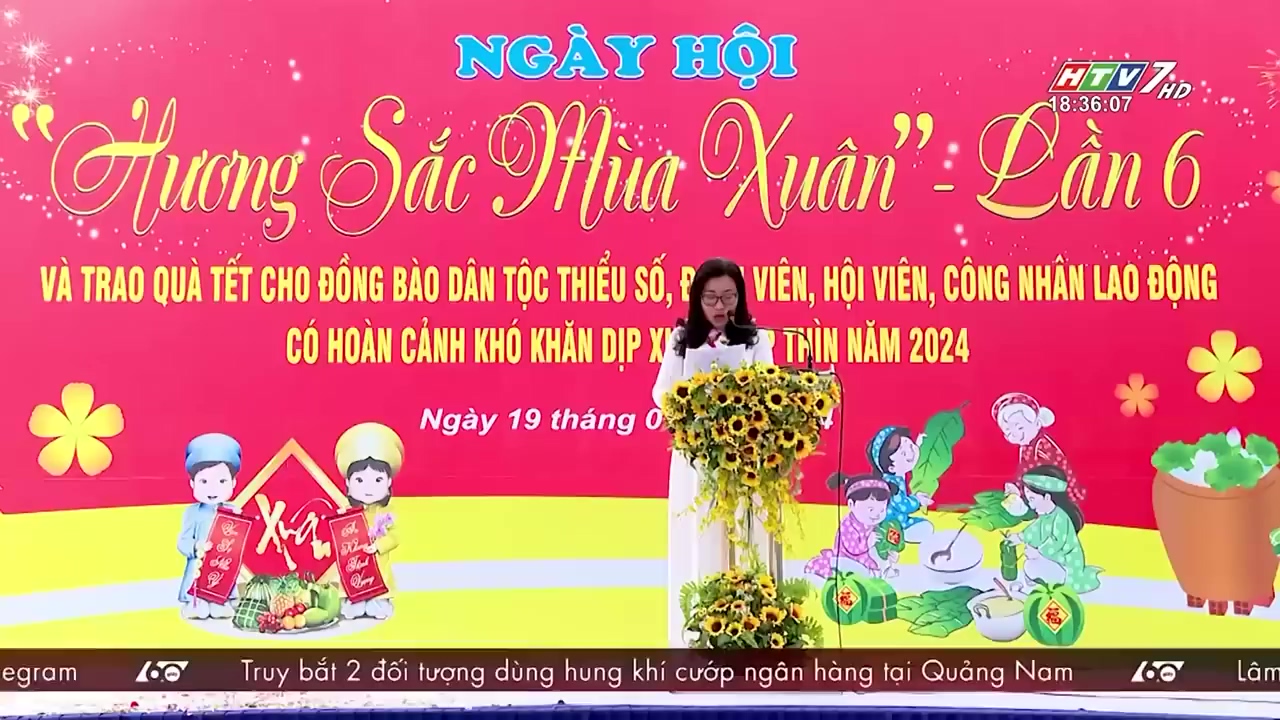 NGÀY HỘI
HTV7 HD
18:36:07
"Hương Sắc Mùa Xuân" - Lần 6
VÀ TRAO QUÀ TẾT CHO ĐỒNG BÀO DÂN TỘC THIỂU SỐ, VIÊN, HỘI VIÊN, CÔNG NHÂN LAO ĐỘNG
CÓ HOÀN CẢNH KHÓ KHĂN DỊP THÌN NĂM 2024
Ngày 19 tháng
Xuân
egram 60 Truy bắt 2 đối tượng dùng hung khí cướp ngân hàng tại Quảng Nam 60 Lâm